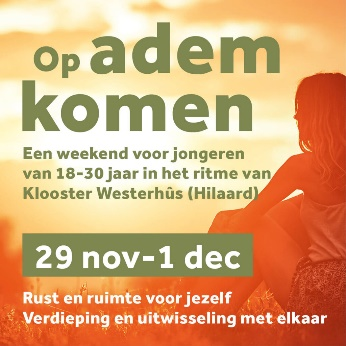 Op adem
komen
Een weekend voor jongeren
van 18-30 jaar in het ritme van
Klooster Westerhûs (Hilaard)
29 nov-1 dec
Rust en ruimte voor jezelf
Verdieping en uitwisseling met elkaar